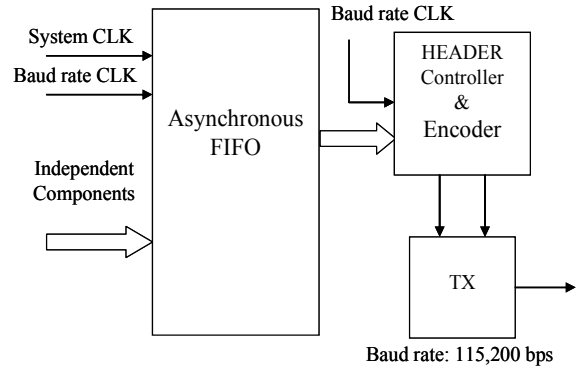 System CLK
Baud rate CLK
Independent
Components
Asynchronous
FIFO
Baud rate CLK
HEADER
Controller
&
Encoder
TX
Baud rate: 115,200 bps